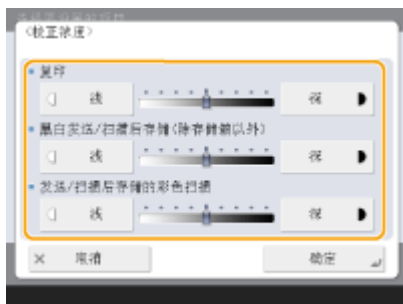 <校正浓度>
复印
浅
深
黑白发送/扫描后存储(除存储箱以外)
浅
深
发送/扫描后存储的彩色扫描
浅
深
取消
确定